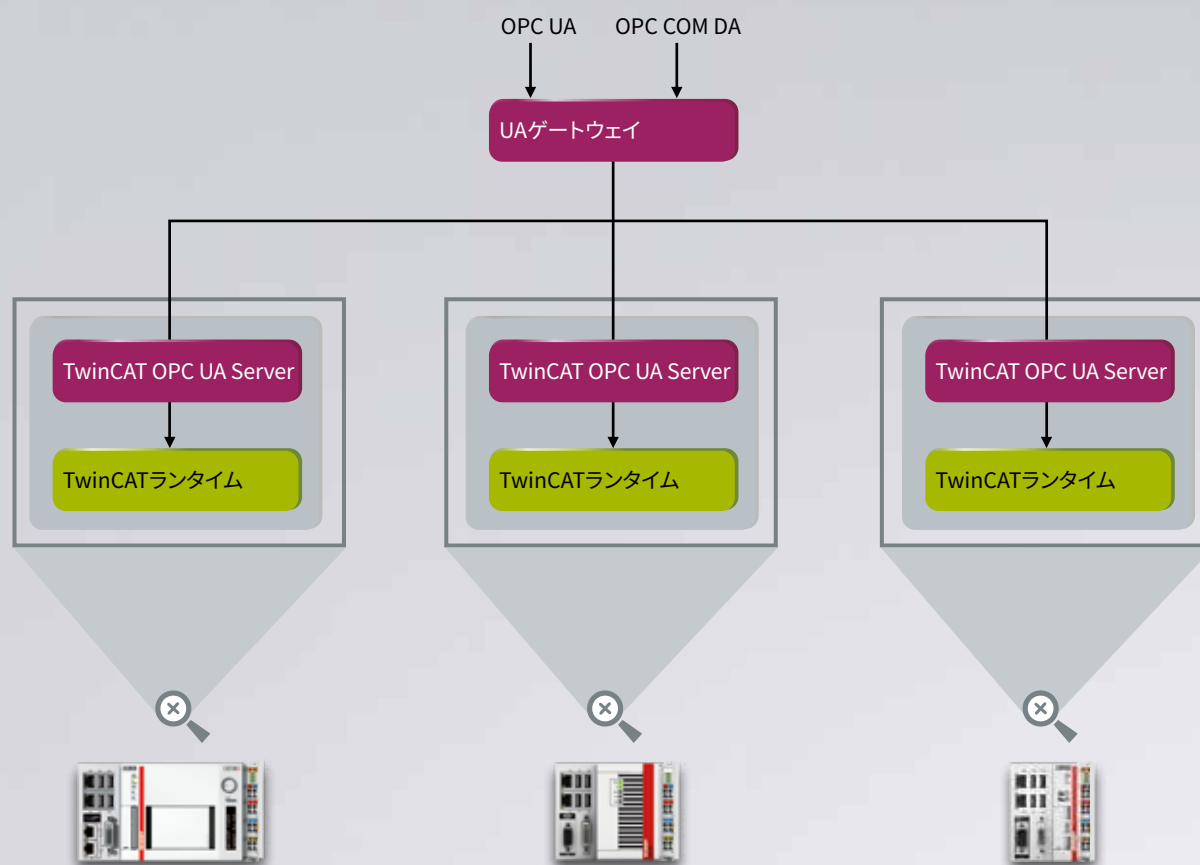 OPC UA
OPC COM DA
UAゲートウェイ
TwinCAT OPC UA Server
TwinCAT OPC UA Server
TwinCAT OPC UA Server
TwinCATランタイム
TwinCATランタイム
TwinCATランタイム